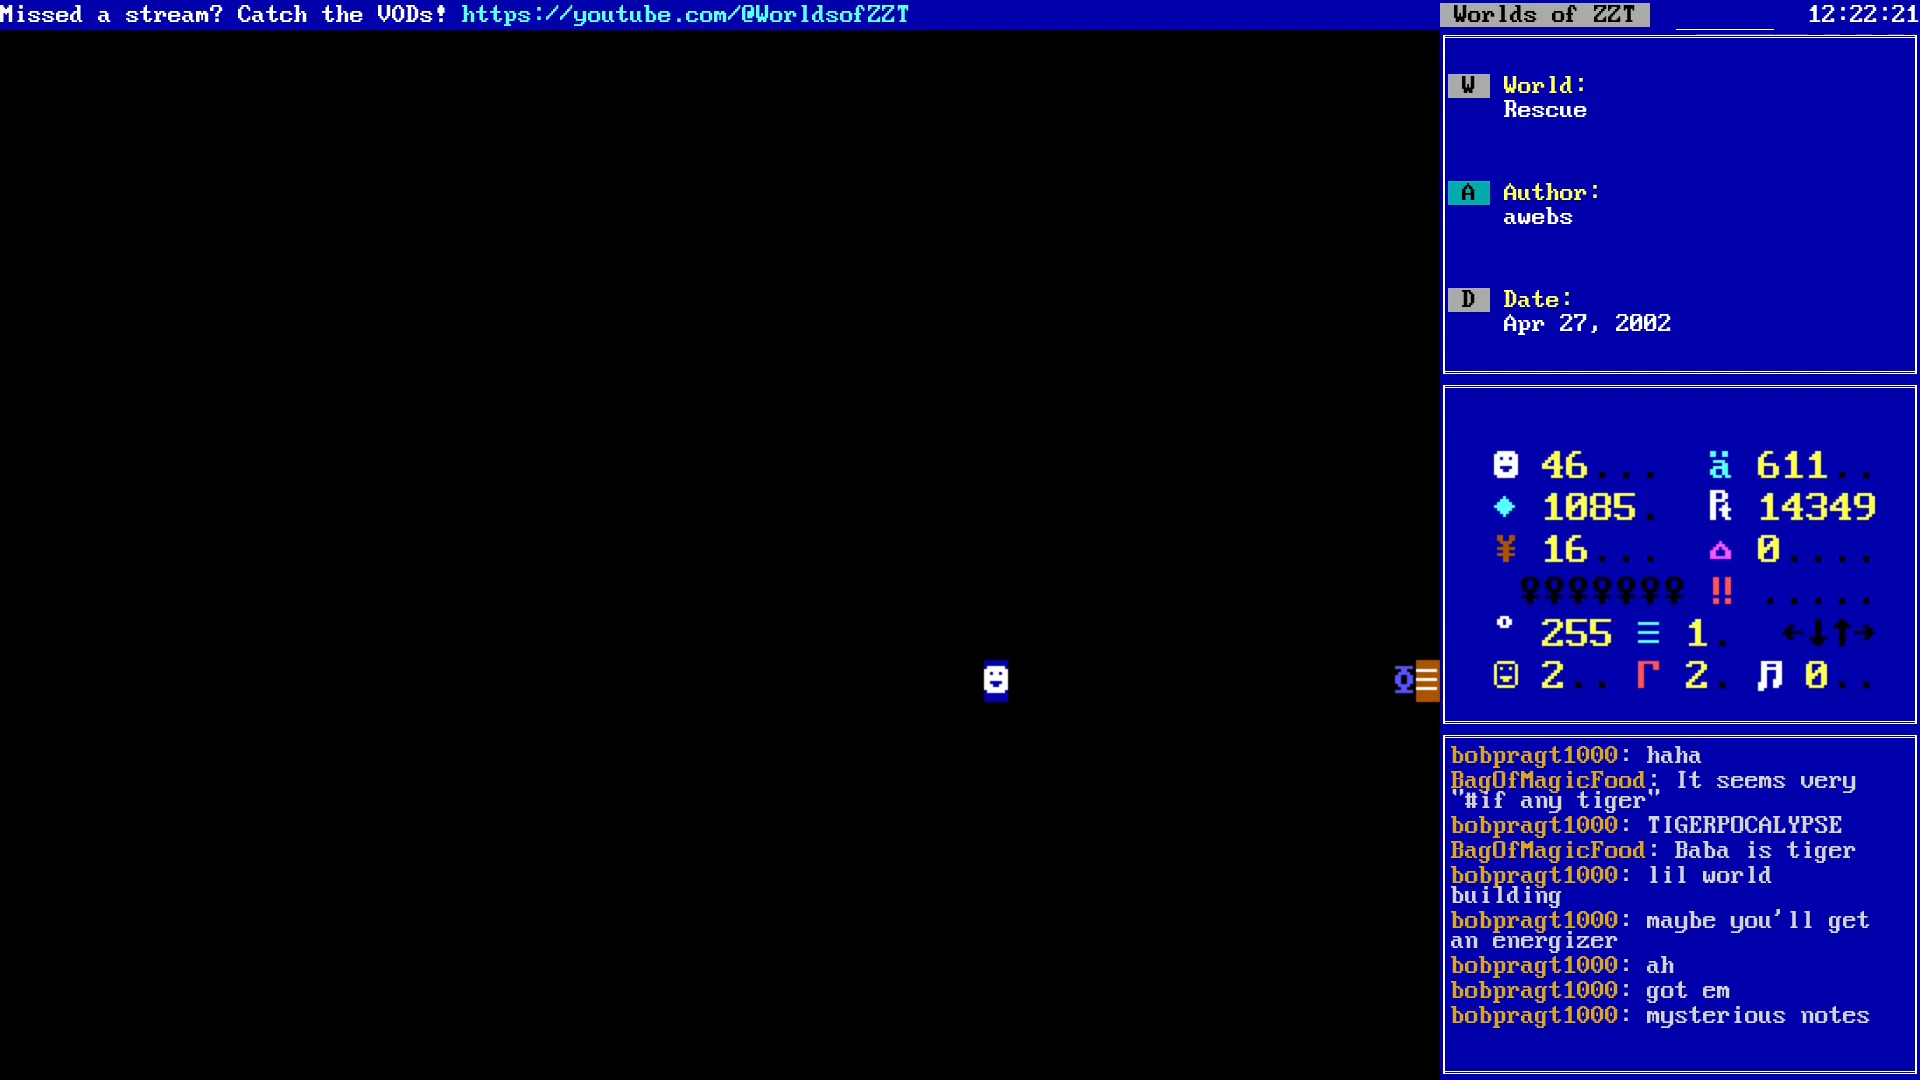 Missed a stream? Catch the VODs! https://youtube.com/@WorldsofZZT
Worlds of ZZT
12:22:21
W World:
Rescue
A Author:
awebs
D Date:
Apr 27, 2002
46... ä 611..
♦ 1085. ₧ 14349
¥ 16... ⌂ 0....
♀♀♀♀♀♀♀ ‼ .....
° 255 ≡ 1. ←↓↑→
2.. Γ 2. ♬ 0..
Φ≡
bobpragt1000: haha
BagOfMagicFood: It seems very
"#if any tiger"
bobpragt1000: TIGERPOCALYPSE
BagOfMagicFood: Baba is tiger
bobpragt1000: lil world
building
bobpragt1000: maybe you'll get
an energizer
bobpragt1000: ah
bobpragt1000: got em
bobpragt1000: mysterious notes